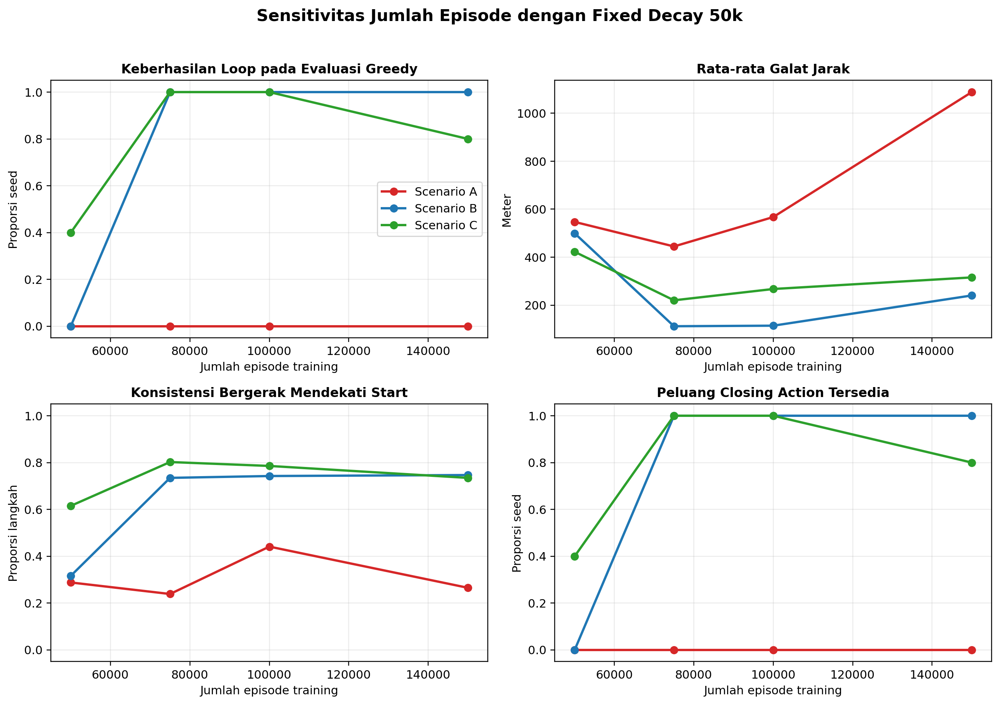 Sensitivitas Jumlah Episode dengan Fixed Decay 50k
Keberhasilan Loop pada Evaluasi Greedy
1.0
0.8
0.6
0.4
0.2
0.0
Proporsi seed
Scenario A
Scenario B
Scenario C
60000 80000 100000 120000 140000
Jumlah episode training
Rata-rata Galat Jarak
1000
800
600
400
200
Meter
60000 80000 100000 120000 140000
Jumlah episode training
Konsistensi Bergerak Mendekati Start
1.0
0.8
0.6
0.4
0.2
0.0
Proporsi langkah
60000 80000 100000 120000 140000
Jumlah episode training
Peluang Closing Action Tersedia
1.0
0.8
0.6
0.4
0.2
0.0
Proporsi seed
60000 80000 100000 120000 140000
Jumlah episode training